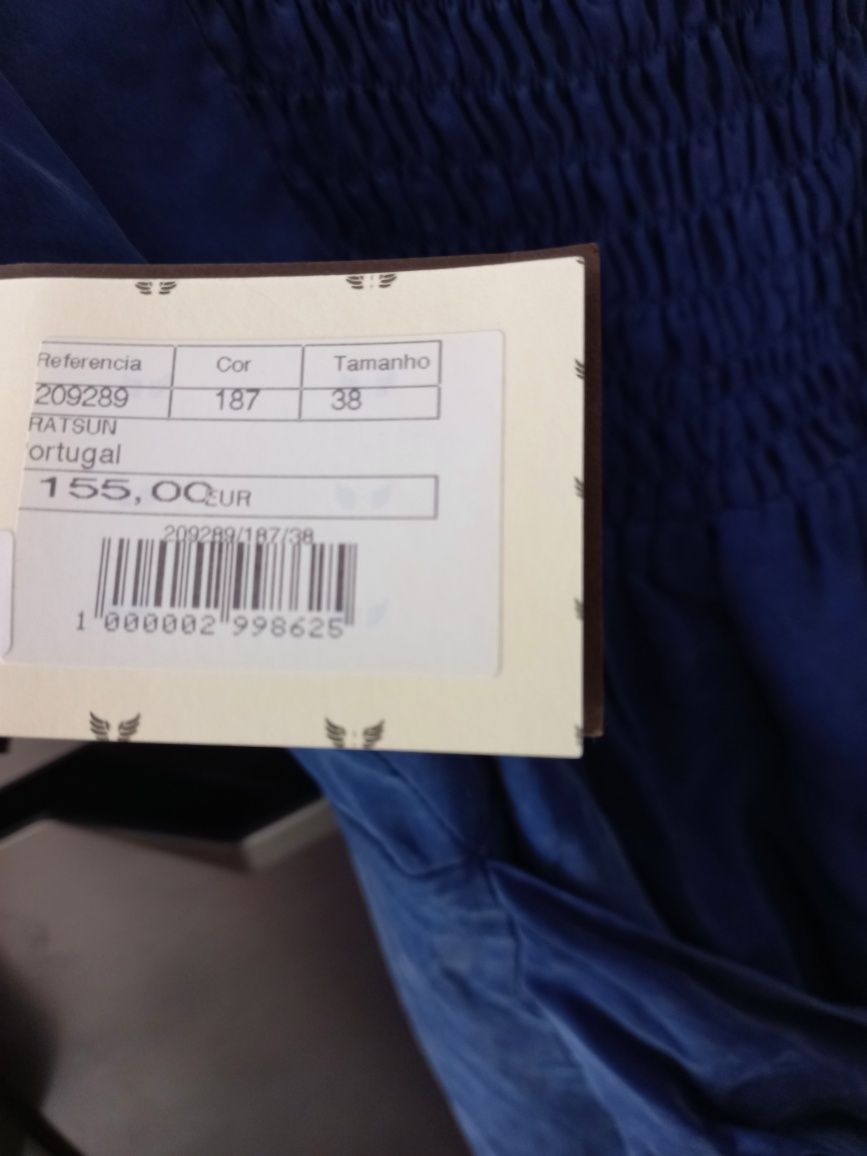 Referencia Cor Tamanho
209289 187 38
RATSUN
ortugal
155,00EUR
209289/187/38
1 000002 998625